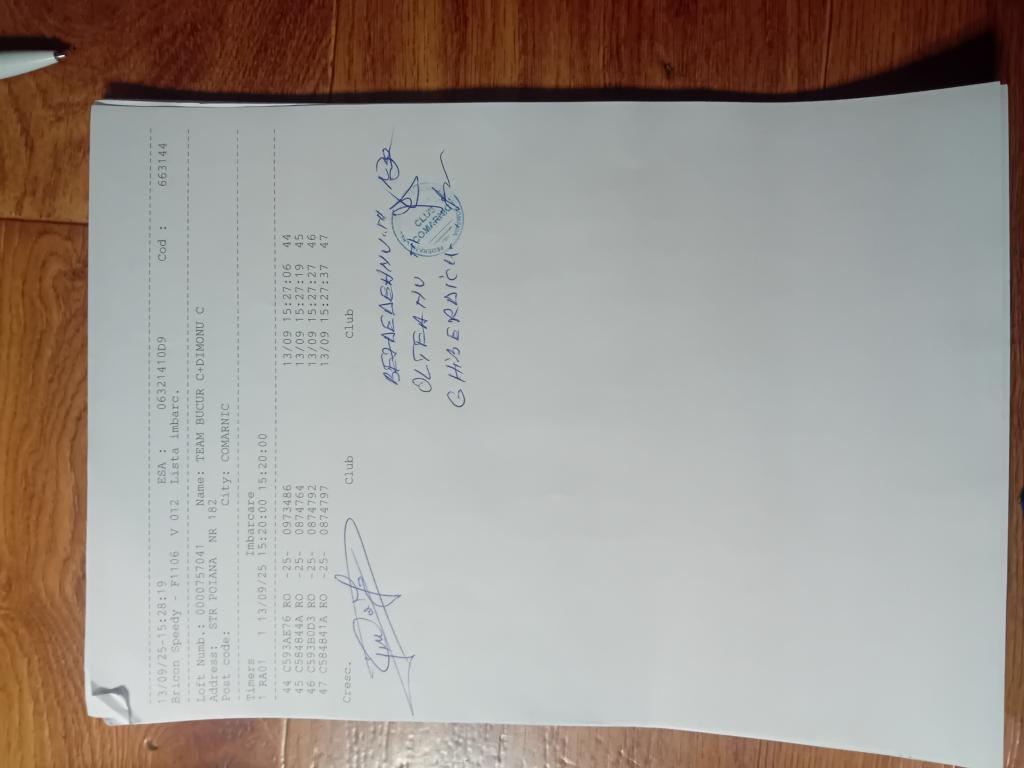 13/09/25-15:28:19 ESA : 06321410D9 Cod : 663144
Bricon Speedy - F1106 V 012 Lista imbarc.
Loft Numb.: 0000757041 Name: TEAM BUCUR C+DIMONU C
Address: STR POIANA NR 182
Post code: City: COMARNIC
Timers Imbarcare
1 RA01 1 13/09/25 15:20:00 15:20:00
44 C593AE76 RO -25- 0973486 13/09 15:27:06 44
45 C584844A RO -25- 0874764 13/09 15:27:19 45
46 C593B0D3 RO -25- 0874792 13/09 15:27:27 46
47 C584841A RO -25- 0874797 13/09 15:27:37 47
Cresc. Club Club
OLTEANU
CLUB
COMARNIC